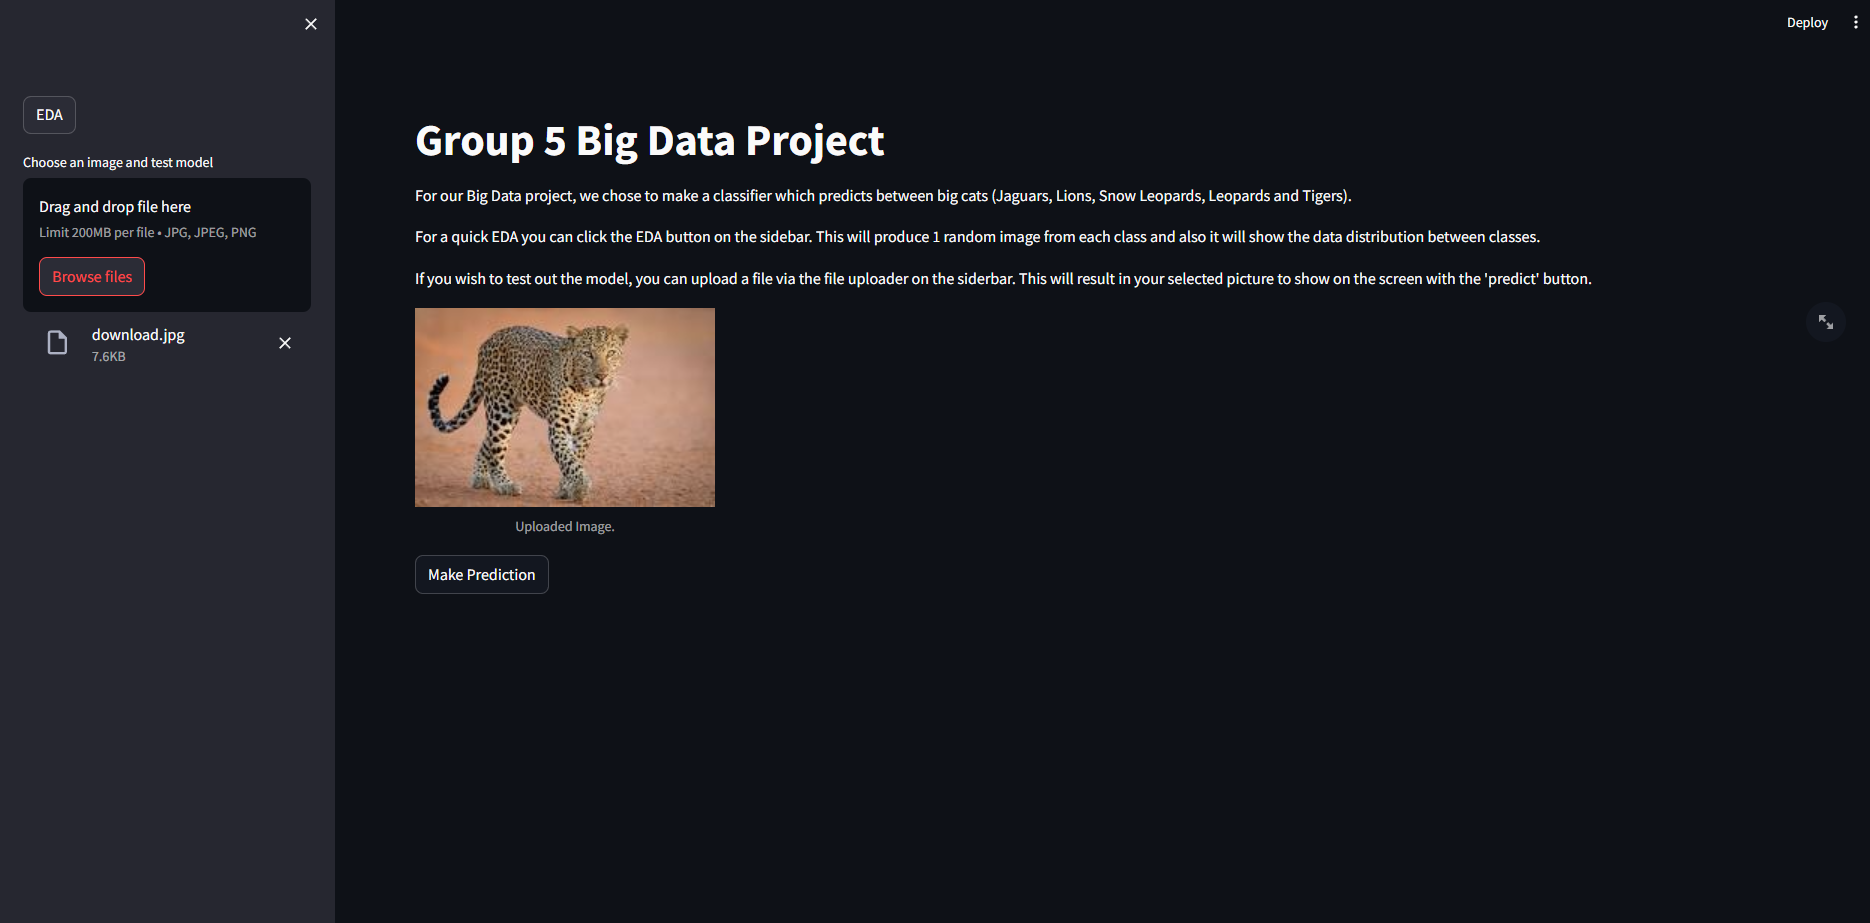 Deploy
EDA
Choose an image and test model
Drag and drop file here
Limit 200MB per file • JPG, JPEG, PNG
Browse files
download.jpg
7.6KB
Group 5 Big Data Project
For our Big Data project, we chose to make a classifier which predicts between big cats (Jaguars, Lions, Snow Leopards, Leopards and Tigers).
For a quick EDA you can click the EDA button on the sidebar. This will produce 1 random image from each class and also it will show the data distribution between classes.
If you wish to test out the model, you can upload a file via the file uploader on the siderbar. This will result in your selected picture to show on the screen with the 'predict' button.
Uploaded Image.
Make Prediction